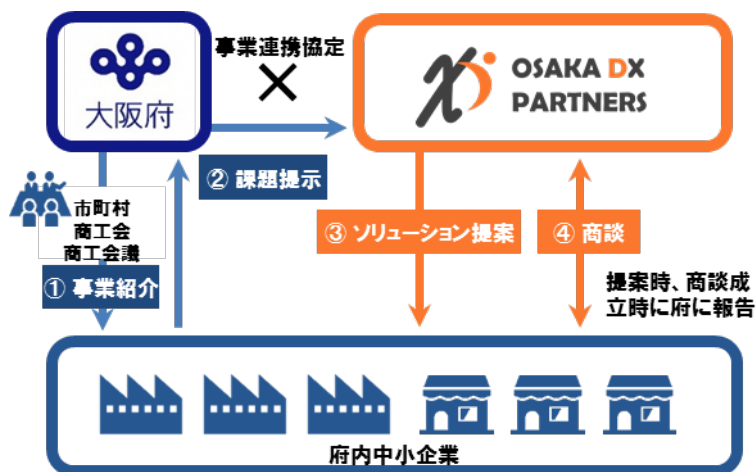 事業連携協定
大阪府
OSAKA DX
PARTNERS
② 課題提示
市町村
商工会
商工会議
① 事業紹介
③ ソリューション提案
④ 商談
提案時、商談成
立時に府に報告
府内中小企業